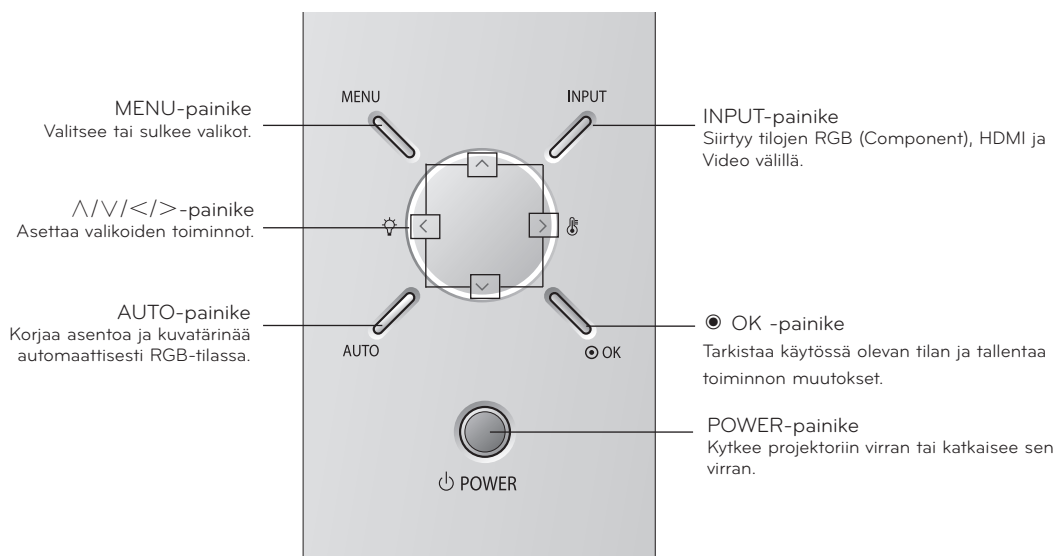 MENU-painike
Valitsee tai sulkee valikot.
∧/∨/</>-painike
Asettaa valikoiden toiminnot.
AUTO-painike
Korjaa asentoa ja kuvatärinää
automaattisesti RGB-tilassa.
MENU
INPUT
AUTO
◉ OK
POWER
INPUT-painike
Siirtyy tilojen RGB (Component), HDMI ja
Video välillä.
◉ OK -painike
Tarkistaa käytössä olevan tilan ja tallentaa
toiminnon muutokset.
POWER-painike
Kytkee projektoriin virran tai katkaisee sen
virran.